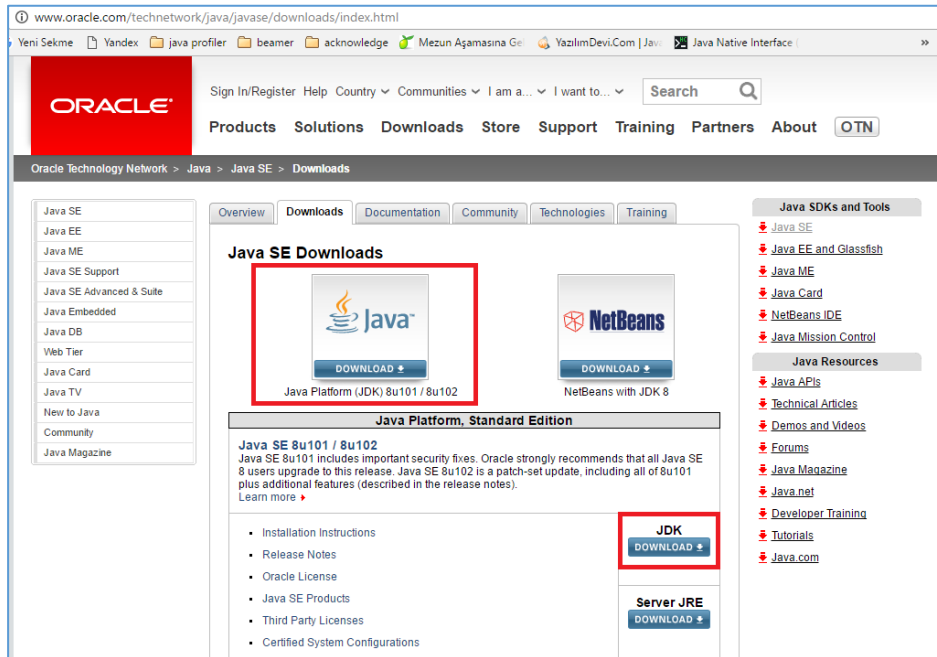 www.oracle.com/technetwork/java/javase/downloads/index.html
Yeni Sekme Yandex java profiler beamer acknowledge Mezun Aşamasına Ge YazılımDevi.Com | Jav Java Native Interface ( »
ORACLE
Sign In/Register Help Country Communities I am a... I want to... Search
Products Solutions Downloads Store Support Training Partners About OTN
Oracle Technology Network > Java > Java SE > Downloads
Java SE
Java EE
Java ME
Java SE Support
Java SE Advanced & Suite
Java Embedded
Java DB
Web Tier
Java Card
Java TV
New to Java
Community
Java Magazine
Overview Downloads Documentation Community Technologies Training
Java SE Downloads
Java
DOWNLOAD
Java Platform (JDK) 8u101 / 8u102
NetBeans
DOWNLOAD
NetBeans with JDK 8
Java Platform, Standard Edition
Java SE 8u101 / 8u102
Java SE 8u101 includes important security fixes. Oracle strongly recommends that all Java SE
8 users upgrade to this release. Java SE 8u102 is a patch-set update, including all of 8u101
plus additional features (described in the release notes).
Learn more
Installation Instructions
Release Notes
Oracle License
Java SE Products
Third Party Licenses
Certified System Configurations
JDK
DOWNLOAD
Server JRE
DOWNLOAD
Java SDKs and Tools
Java SE
Java EE and Glassfish
Java ME
Java Card
NetBeans IDE
Java Mission Control
Java Resources
Java APIs
Technical Articles
Demos and Videos
Forums
Java Magazine
Java.net
Developer Training
Tutorials
Java.com